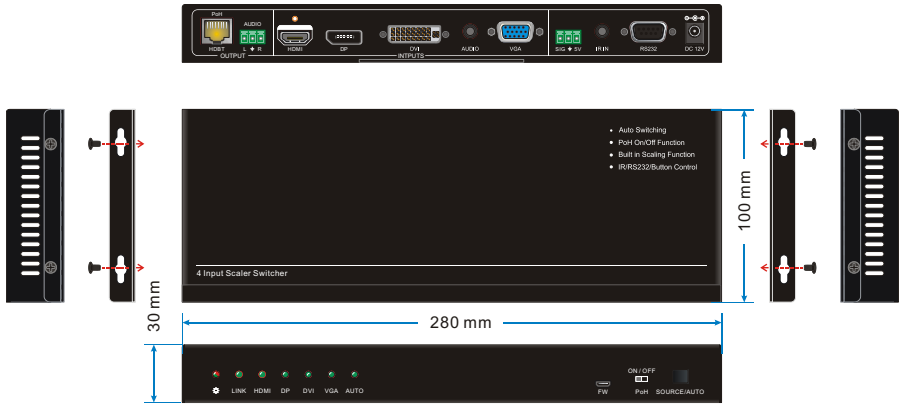 PoH
AUDIO
HDBT
L R
OUTPUT
HDMI
DP
DVI
AUDIO
VGA
INTPUTS
SIG 5V
IR IN
RS232
DC 12V
• Auto Switching
• PoH On/Off Function
• Built in Scaling Function
• IR/RS232/Button Control
4 Input Scaler Switcher
100 mm
30 mm
280 mm
LINK HDMI DP DVI VGA AUTO
ON / OFF
FW PoH SOURCE/AUTO